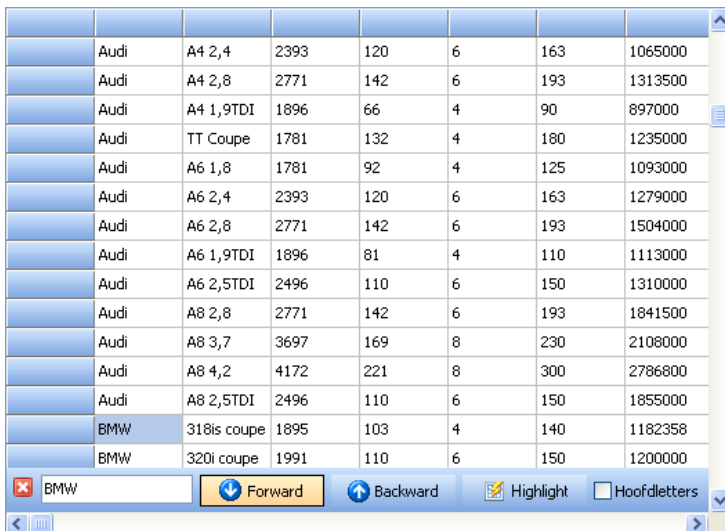 Audi A4 2,4 2393 120 6 163 1065000
Audi A4 2,8 2771 142 6 193 1313500
Audi A4 1,9TDI 1896 66 4 90 897000
Audi TT Coupe 1781 132 4 180 1235000
Audi A6 1,8 1781 92 4 125 1093000
Audi A6 2,4 2393 120 6 163 1279000
Audi A6 2,8 2771 142 6 193 1504000
Audi A6 1,9TDI 1896 81 4 110 1113000
Audi A6 2,5TDI 2496 110 6 150 1310000
Audi A8 2,8 2771 142 6 193 1841500
Audi A8 3,7 3697 169 8 230 2108000
Audi A8 4,2 4172 221 8 300 2786800
Audi A8 2,5TDI 2496 110 6 150 1855000
BMW 318is coupe 1895 103 4 140 1182358
BMW 320i coupe 1991 110 6 150 1200000
BMW Forward Backward Highlight Hoofdletters